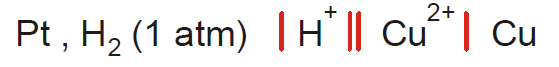 Pt , H₂ (1 atm) | H⁺ || Cu²⁺ | Cu